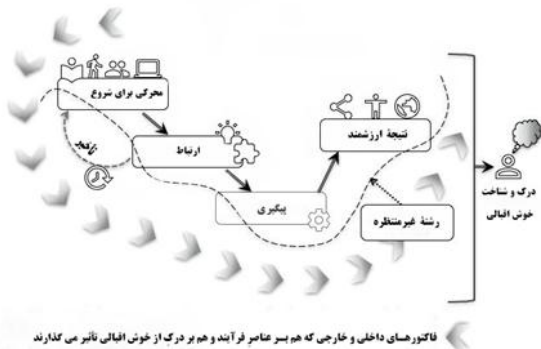 محرکی برای شروع
ارتباط
پیگیری
نتیجهٔ ارزشمند
رشتهٔ غیرمنتظره
درک و شناخت
خوش اقبالی
فاکتورهای داخلی و خارجی که هم بر عناصر فرآیند و هم بر درک از خوش اقبالی تأثیر می گذارند